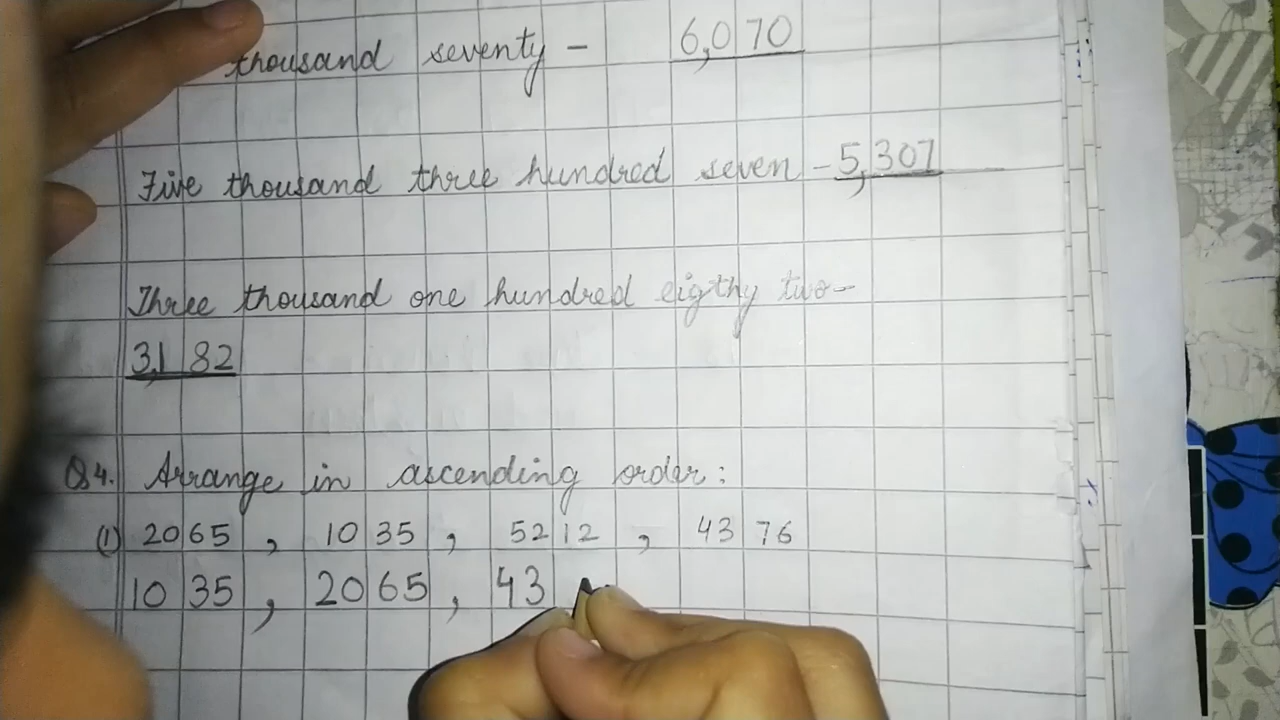 thousand seventy - 6,070
Five thousand three hundred seven - 5,307
Three thousand one hundred eigthy two-
3,182
Q4. Arrange in ascending order:
(1) 2065, 1035, 5212, 4376
1035, 2065, 43